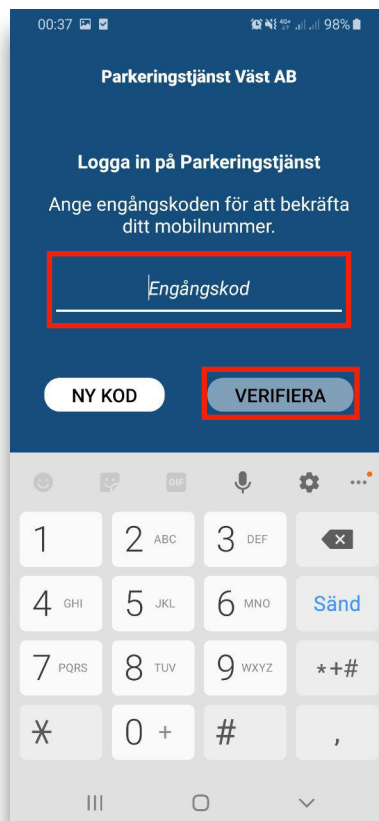 00:37 4G+ 98%
Parkeringstjänst Väst AB
Logga in på Parkeringstjänst
Ange engångskoden för att bekräfta
ditt mobilnummer.
Engångskod
NY KOD VERIFIERA
GIF
1 2 ABC 3 DEF
4 GHI 5 JKL 6 MNO Sänd
7 PQRS 8 TUV 9 WXYZ *+#
* 0 + # ,